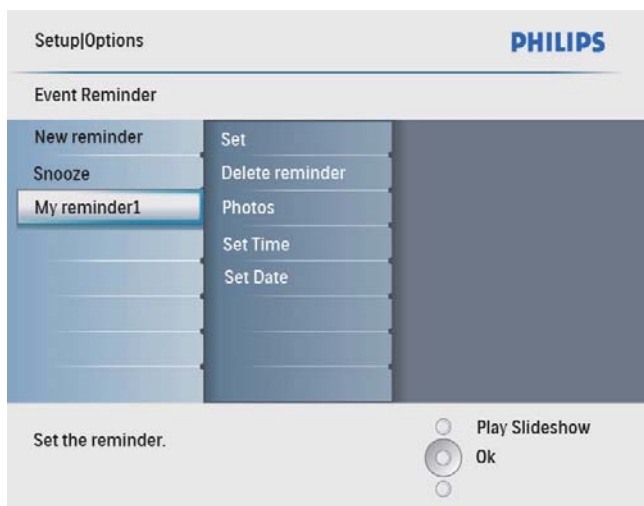 Setup|Options
PHILIPS
Event Reminder
New reminder
Snooze
My reminder1
Set
Delete reminder
Photos
Set Time
Set Date
Set the reminder.
Play Slideshow
Ok